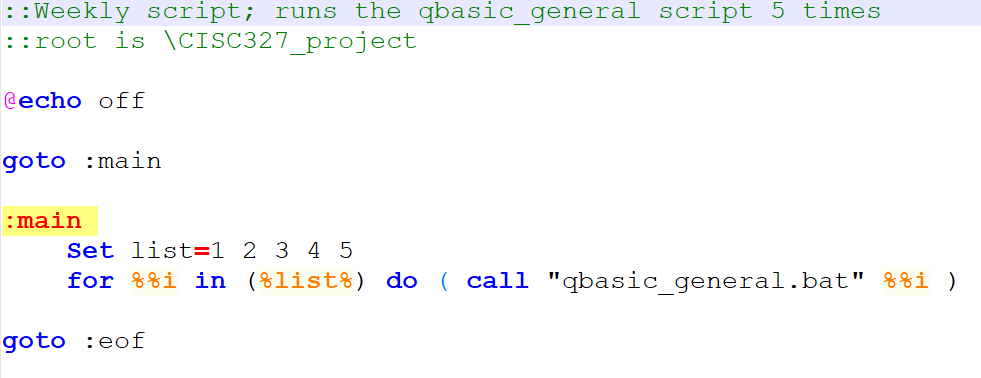 ::Weekly script; runs the qbasic_general script 5 times
::root is \CISC327_project
@echo off
goto :main
:main
Set list=1 2 3 4 5
for %%i in (%list%) do ( call "qbasic_general.bat" %%i )
goto :eof